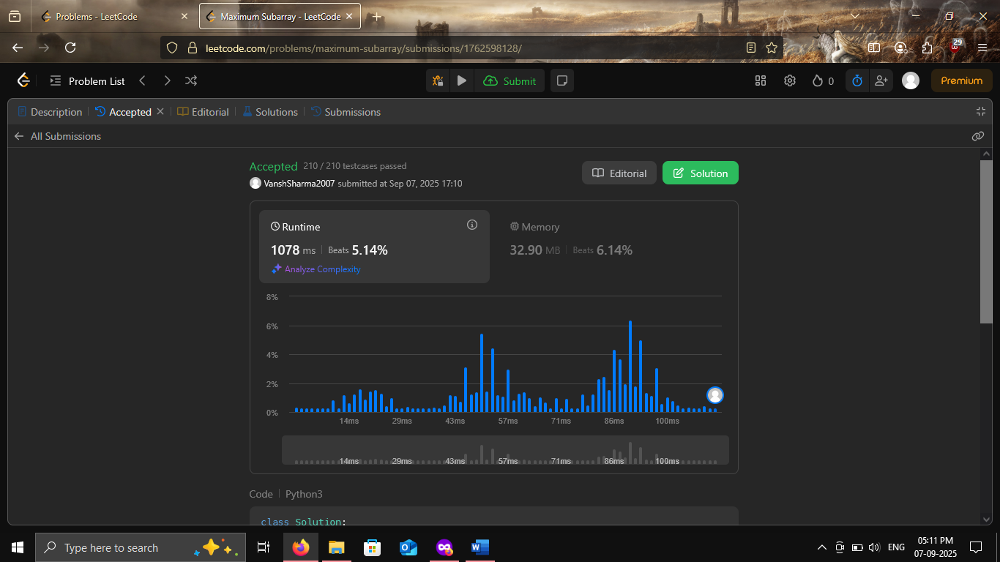 Problems - LeetCode
Maximum Subarray - LeetCode
leetcode.com/problems/maximum-subarray/submissions/1762598128/
29
Problem List
Submit
0
Premium
Description
Accepted
Editorial
Solutions
Submissions
All Submissions
Accepted 210 / 210 testcases passed
VanshSharma2007 submitted at Sep 07, 2025 17:10
Editorial
Solution
Runtime
1078 ms Beats 5.14%
Analyze Complexity
Memory
32.90 MB Beats 6.14%
8%
6%
4%
2%
0%
14ms 29ms 43ms 57ms 71ms 86ms 100ms
14ms 29ms 43ms 57ms 71ms 86ms 100ms
Code Python3
class Solution:
Type here to search
ENG
05:11 PM
07-09-2025